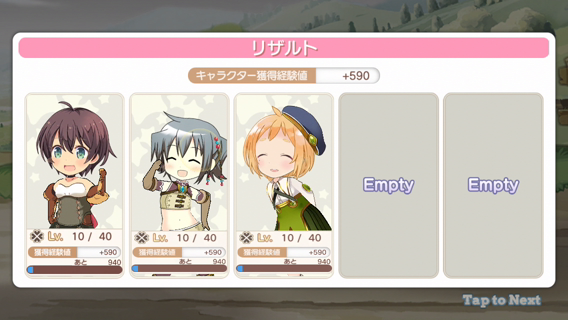 リザルト
キャラクター獲得経験値 +590
Lv. 10 / 40
獲得経験値 +590
あと 940
Lv. 10 / 40
獲得経験値 +590
あと 940
Lv. 10 / 40
獲得経験値 +590
あと 940
Empty
Empty
Tap to Next